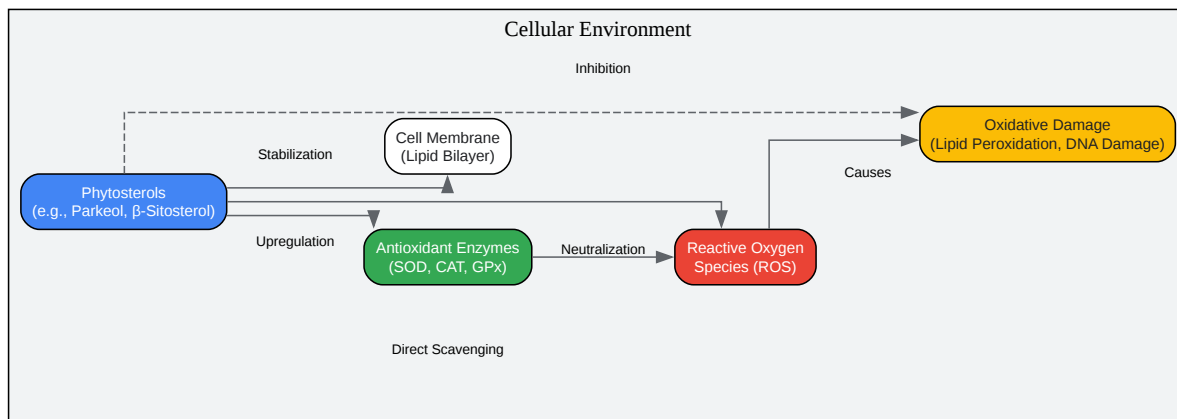 Cellular Environment
Inhibition
Oxidative Damage
(Lipid Peroxidation, DNA Damage)
Cell Membrane
(Lipid Bilayer)
Stabilization
Causes
Phytosterols
(e.g., Parkeol, β-Sitosterol)
Upregulation
Antioxidant Enzymes
(SOD, CAT, GPx)
Neutralization
Reactive Oxygen
Species (ROS)
Direct Scavenging